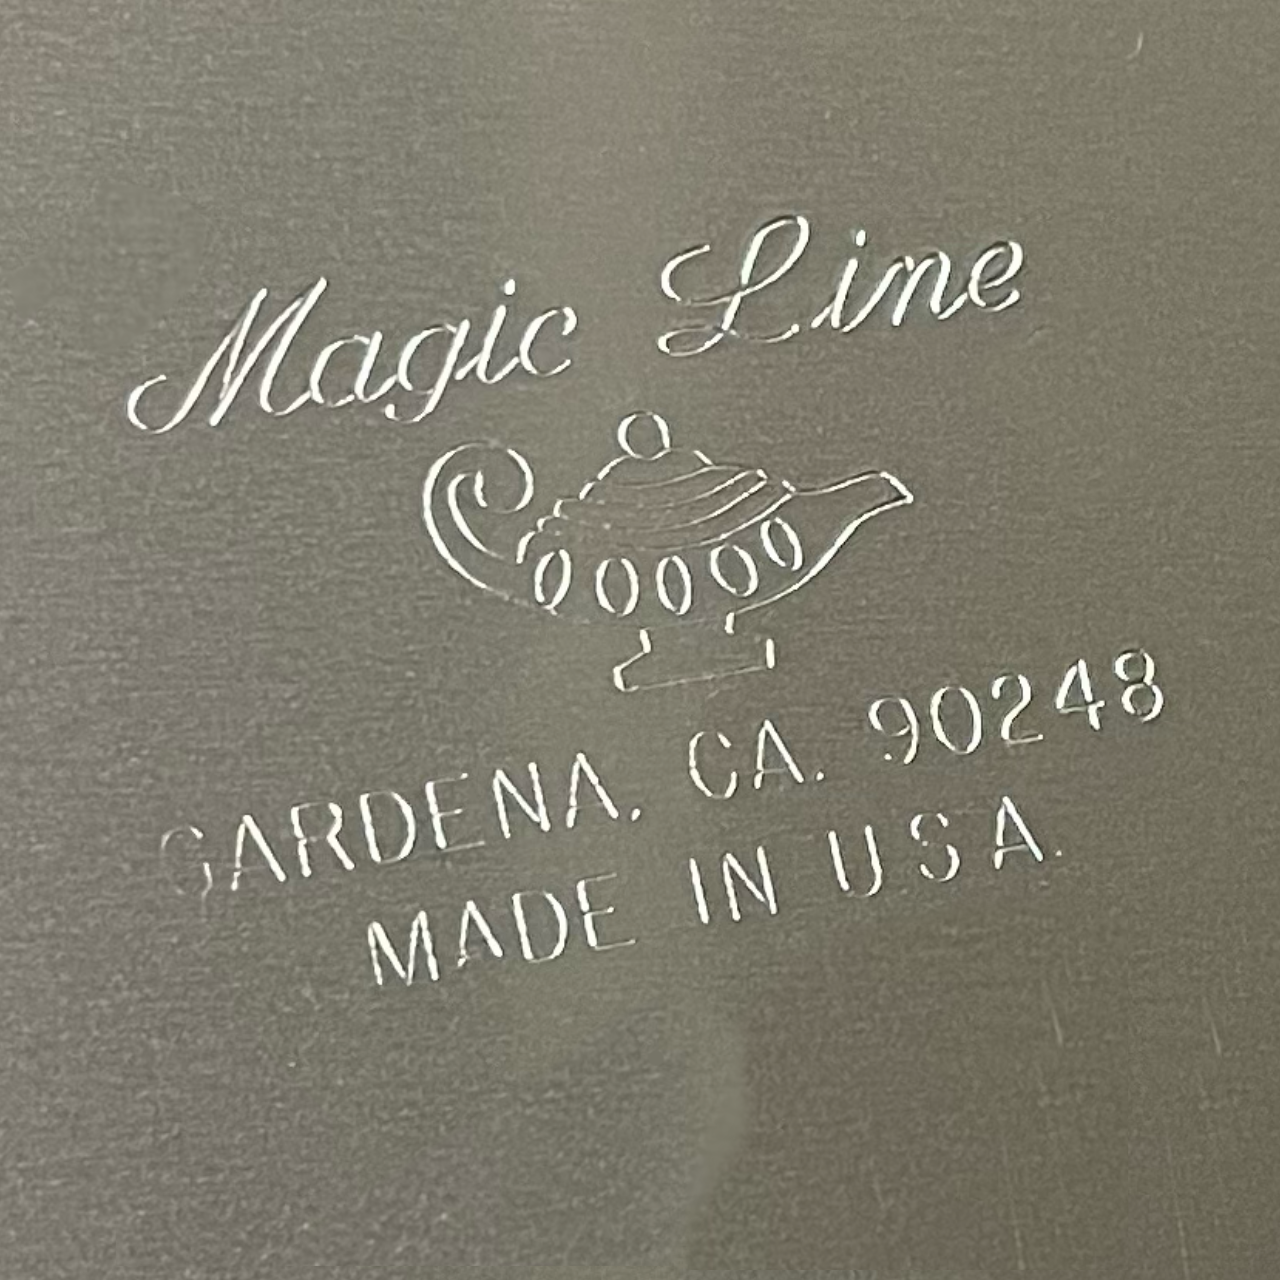 Magic Line
GARDENA, CA. 90248
MADE IN U S A.